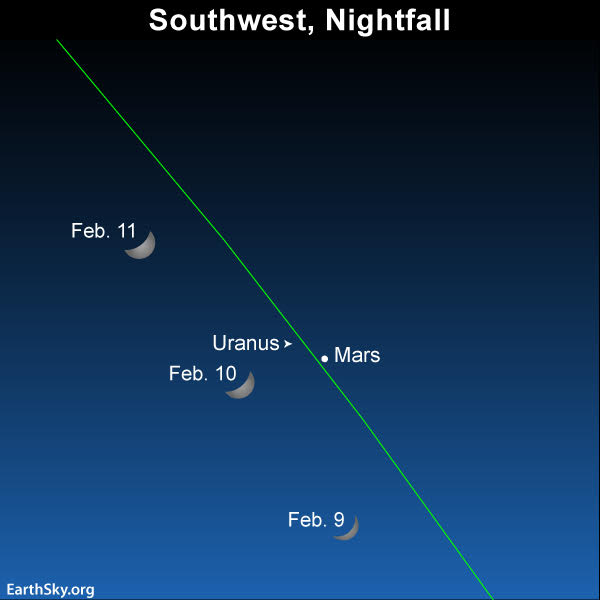 Southwest, Nightfall
Feb. 11
Uranus
Mars
Feb. 10
Feb. 9
EarthSky.org